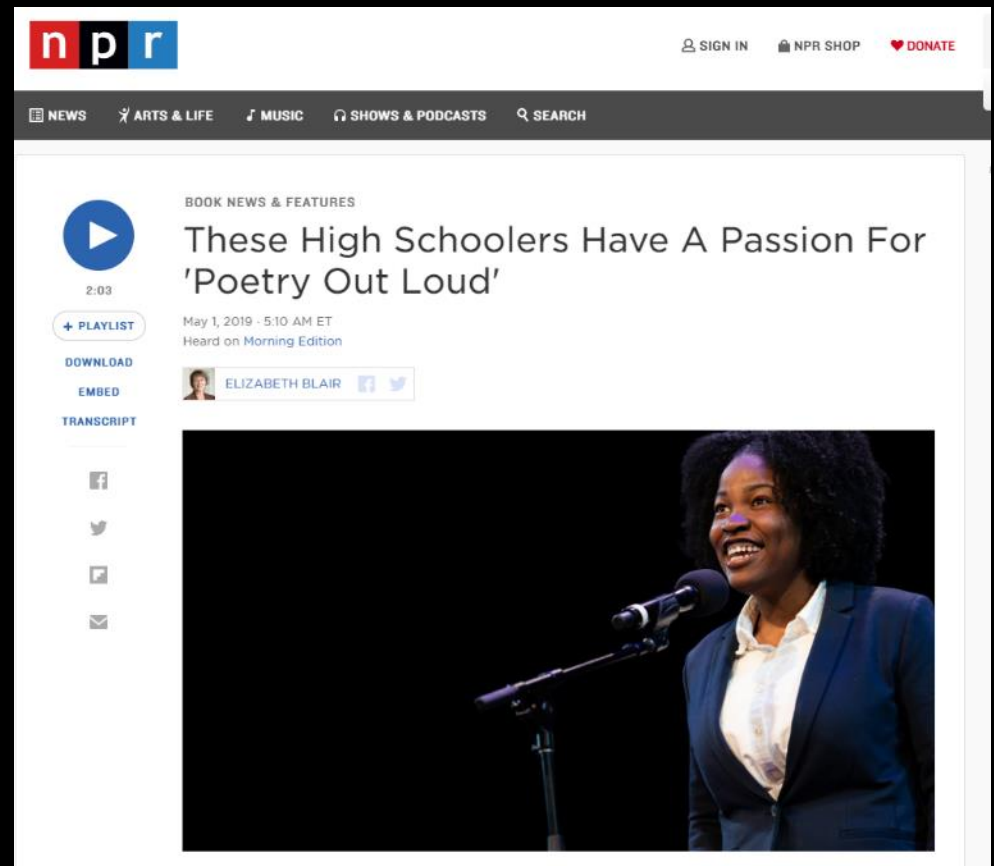 npr
SIGN IN NPR SHOP DONATE
NEWS ARTS & LIFE MUSIC SHOWS & PODCASTS SEARCH
BOOK NEWS & FEATURES
These High Schoolers Have A Passion For
'Poetry Out Loud'
2:03
+ PLAYLIST
DOWNLOAD
EMBED
TRANSCRIPT
May 1, 2019 · 5:10 AM ET
Heard on Morning Edition
ELIZABETH BLAIR